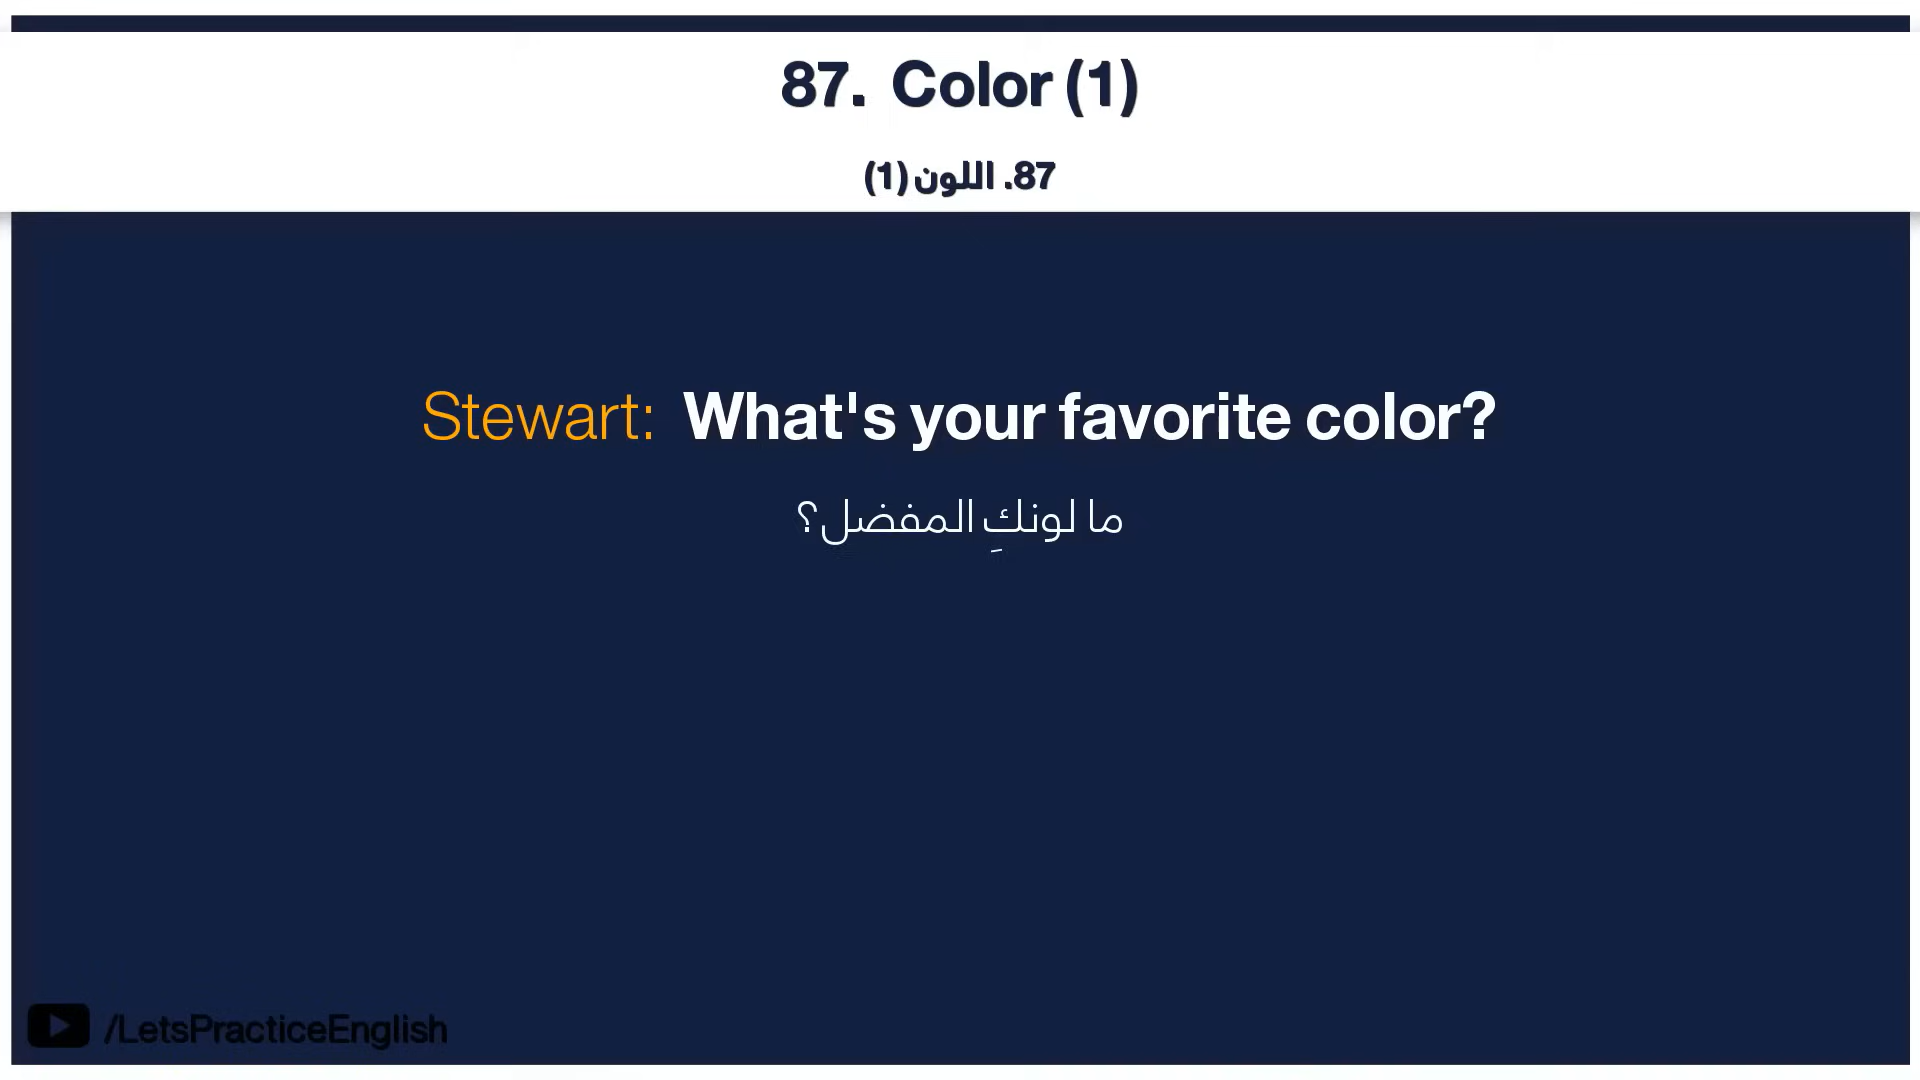 87. Color (1)
87. اللون (1)
Stewart: What's your favorite color?
ما لونكِ المفضل؟
/LetsPracticeEnglish